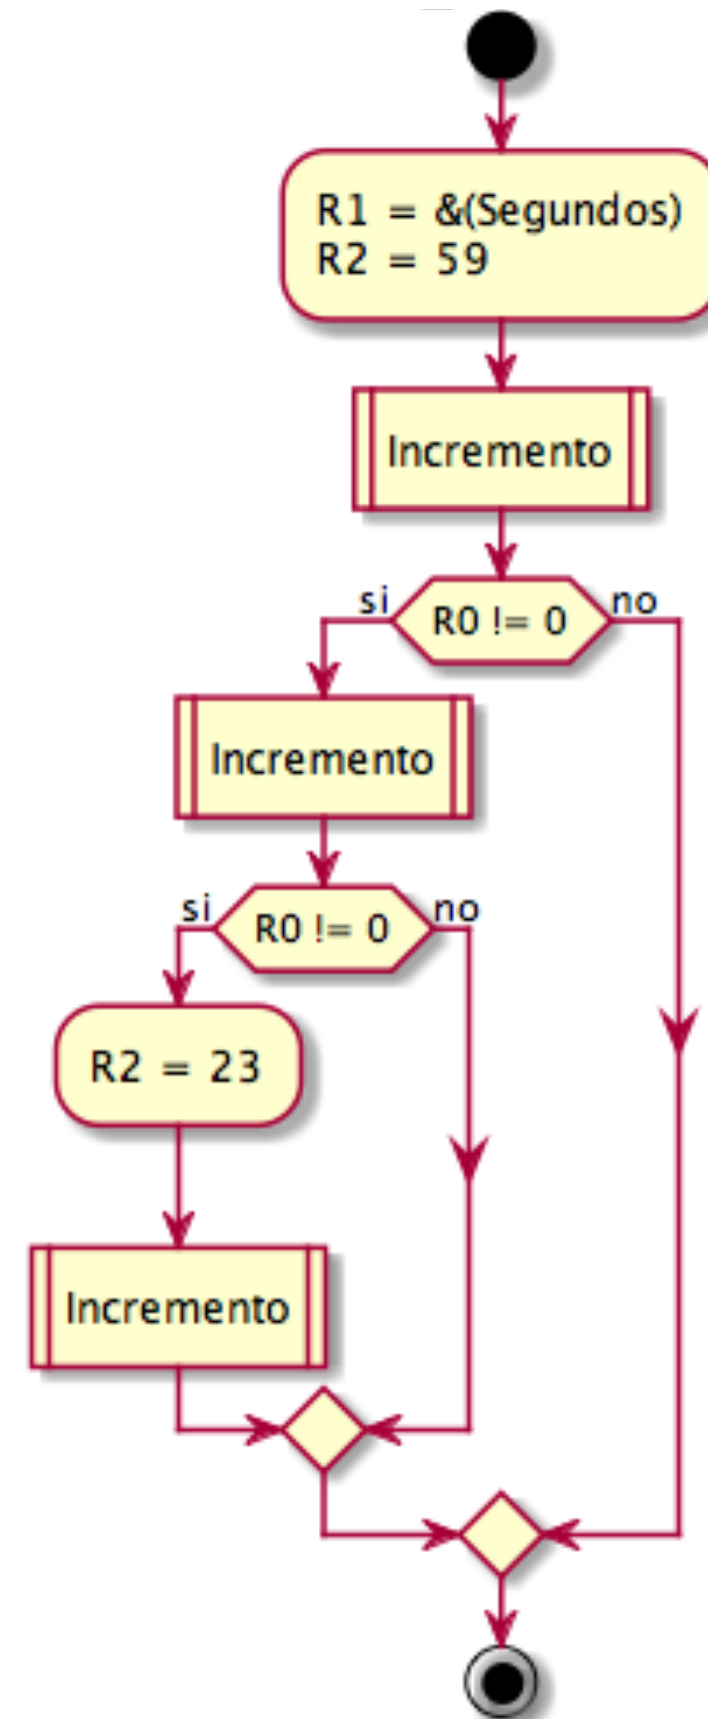 R1 = &(Segundos)
R2 = 59
Incremento
si
R0 != 0
no
Incremento
si
R0 != 0
no
R2 = 23
Incremento